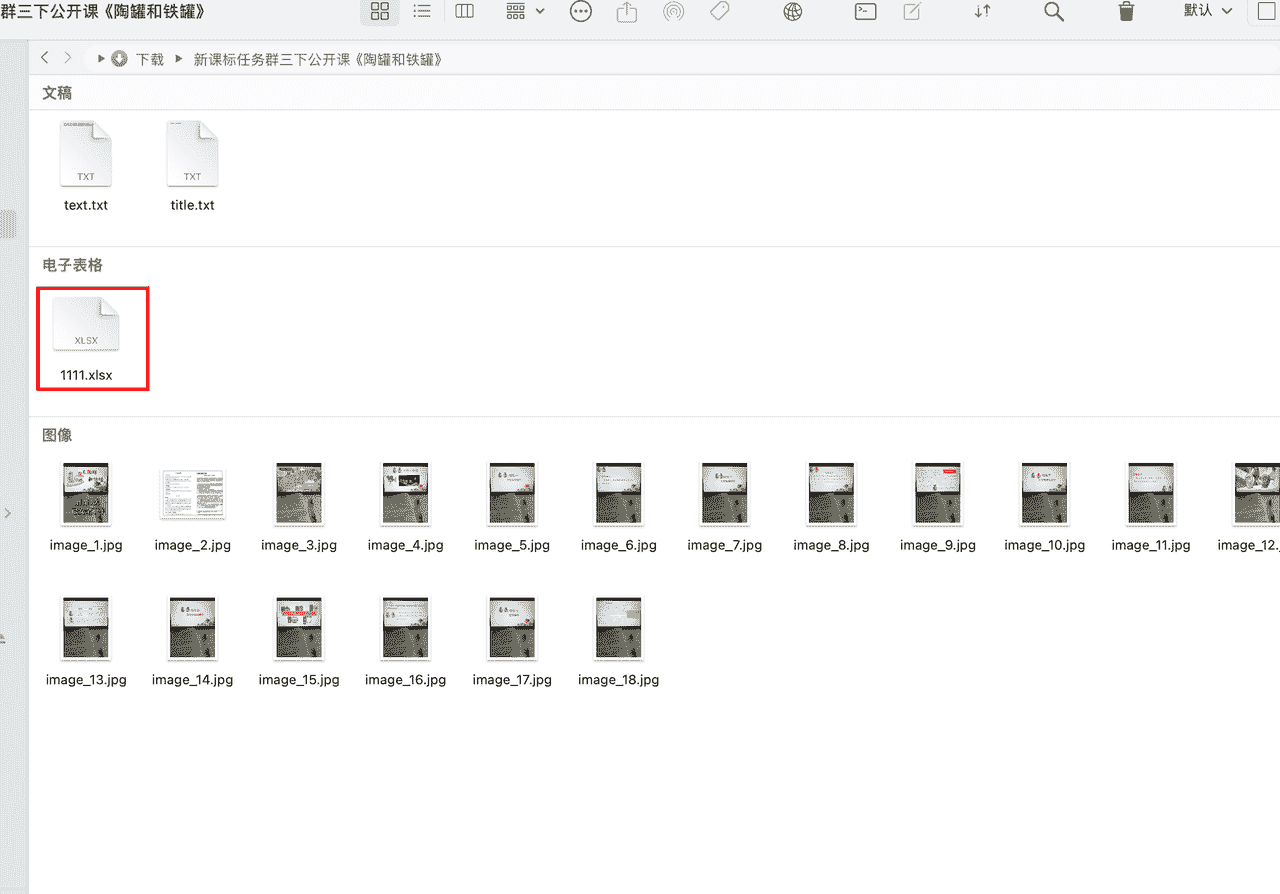 群三下公开课《陶罐和铁罐》
默认
下载
新课标任务群三下公开课《陶罐和铁罐》
文稿
TXT
TXT
text.txt
title.txt
电子表格
XLSX
1111.xlsx
图像
image_1.jpg
image_2.jpg
image_3.jpg
image_4.jpg
image_5.jpg
image_6.jpg
image_7.jpg
image_8.jpg
image_9.jpg
image_10.jpg
image_11.jpg
image_12.
image_13.jpg
image_14.jpg
image_15.jpg
image_16.jpg
image_17.jpg
image_18.jpg